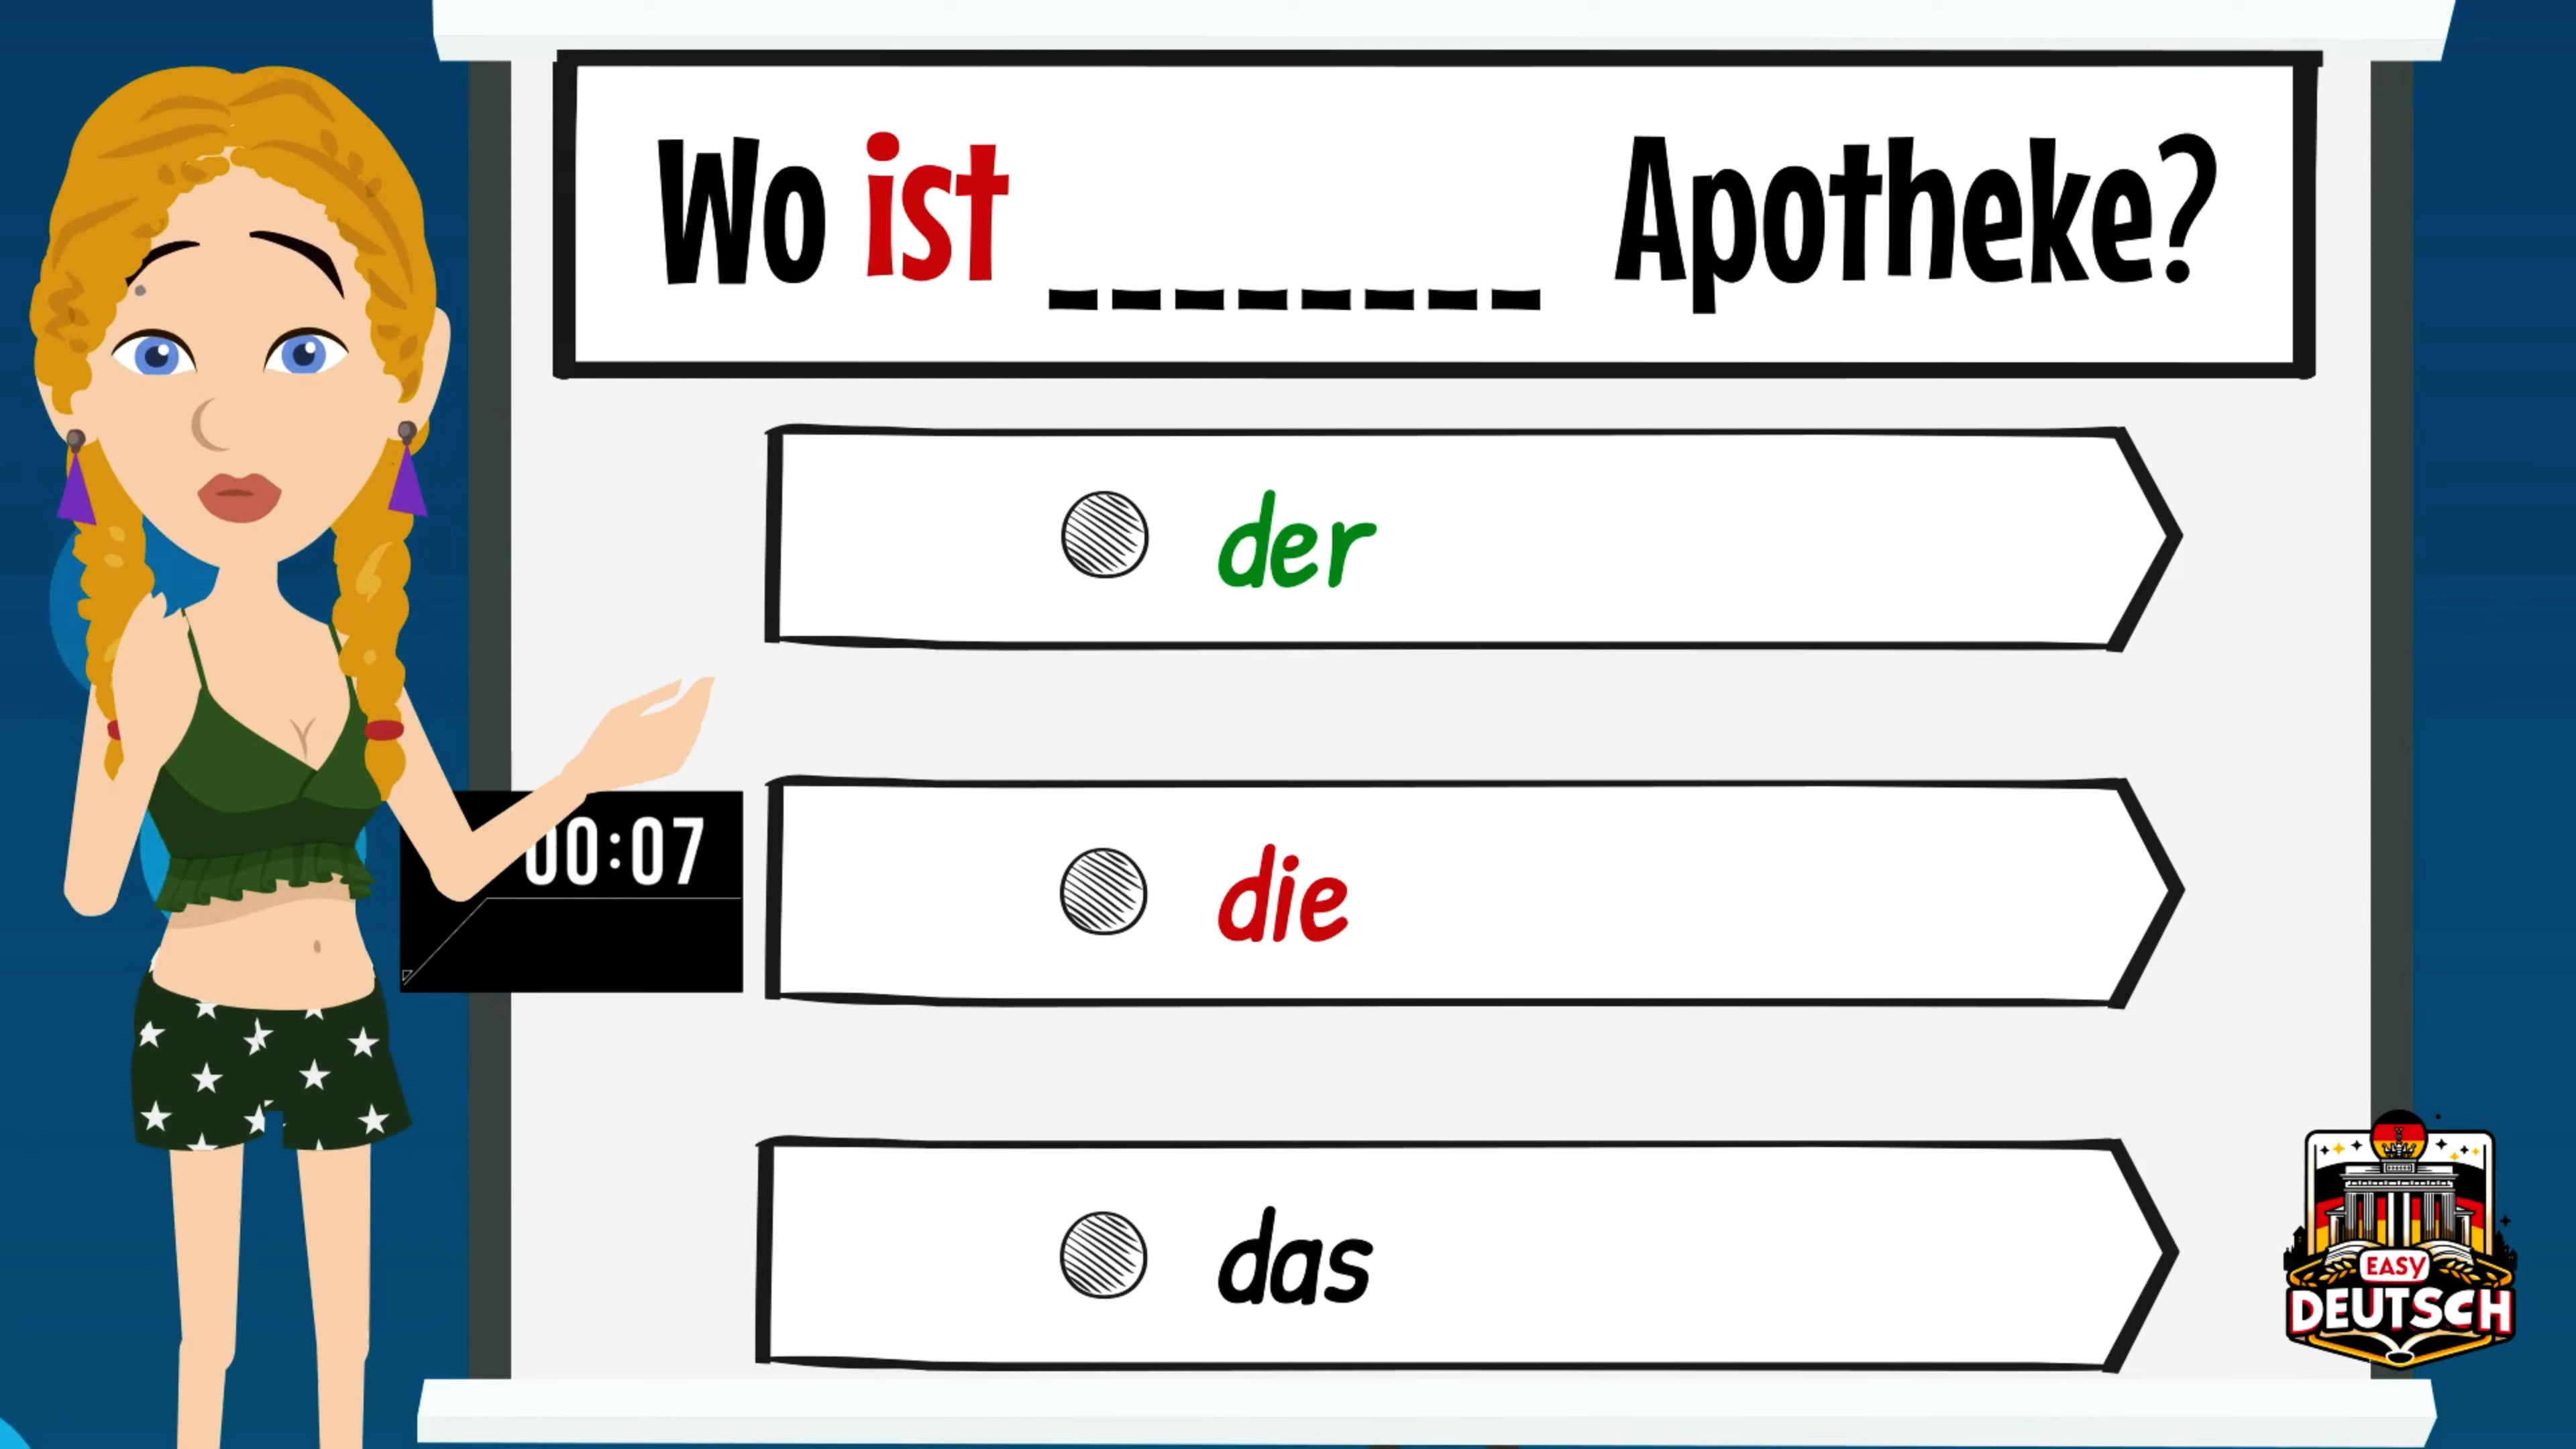 Wo ist ________ Apotheke?
der
00:07
die
das
EASY
DEUTSCH